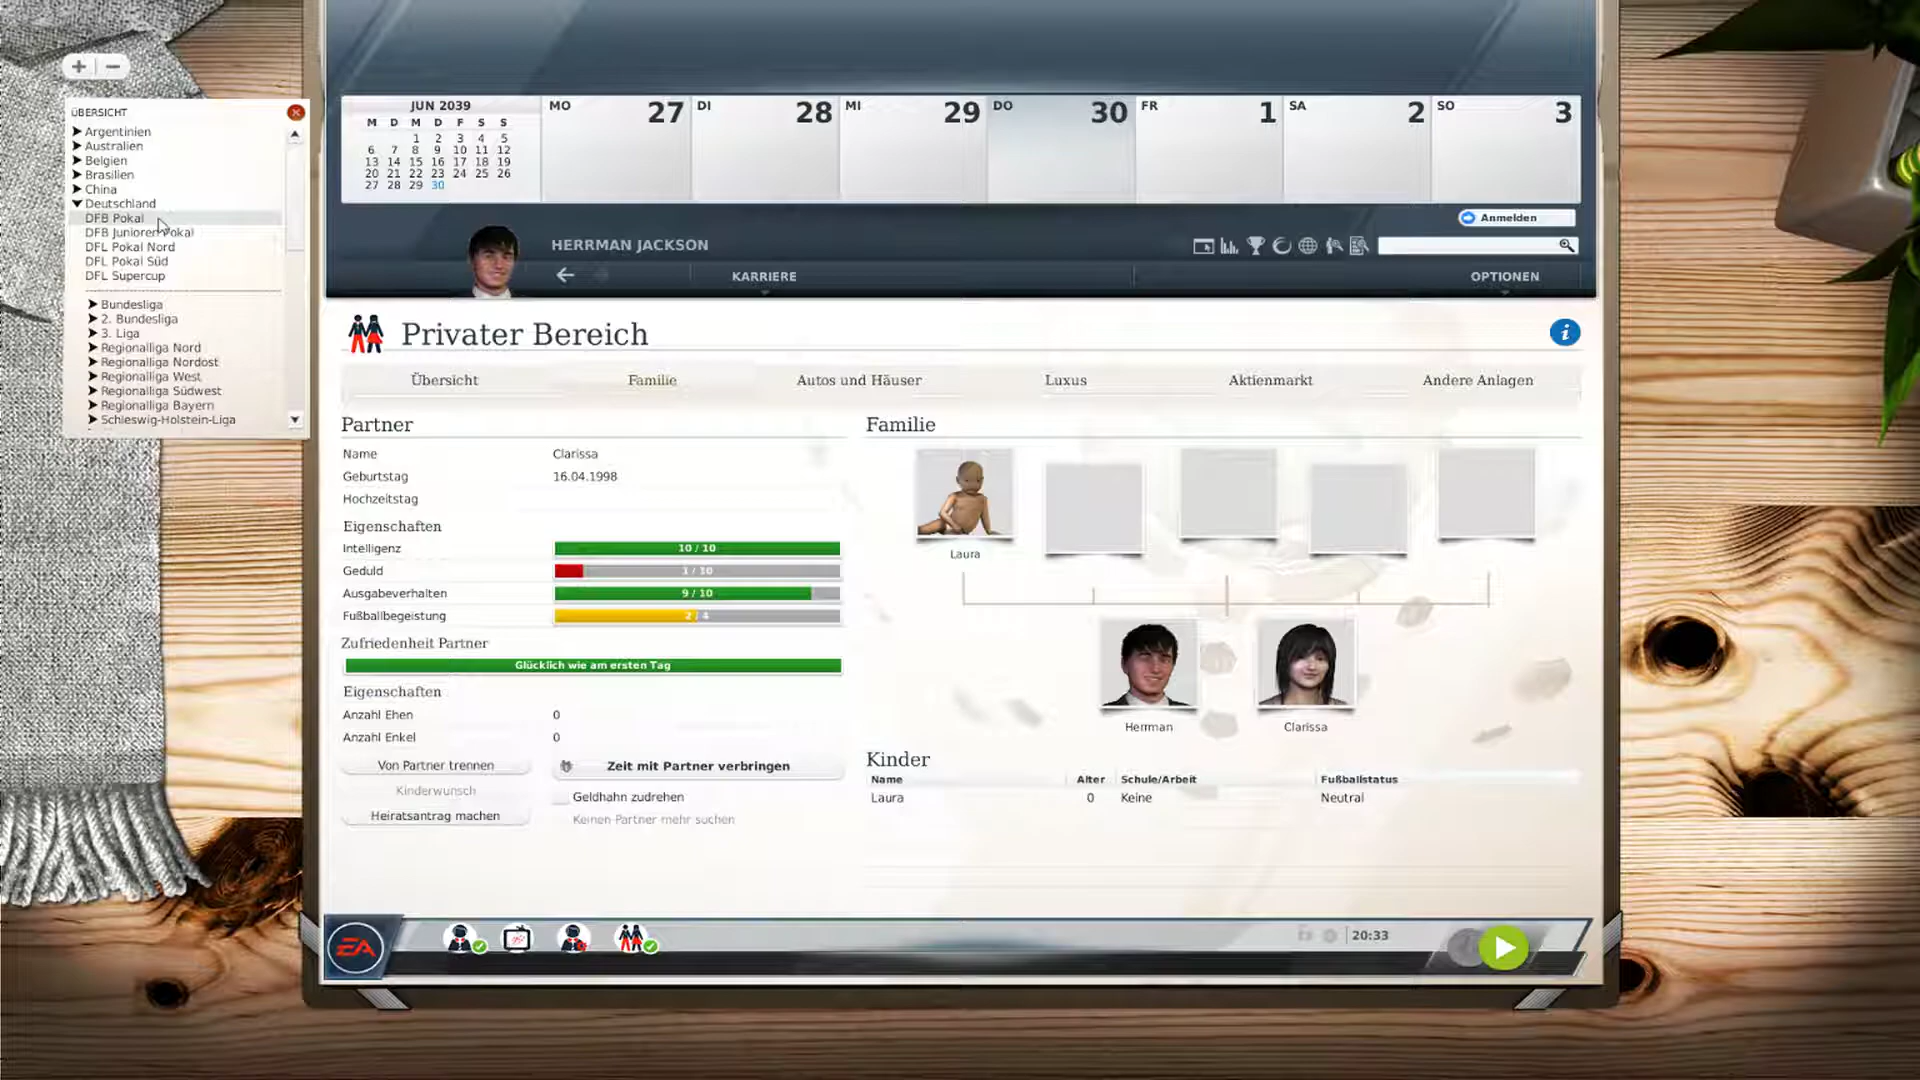 + −
ÜBERSICHT
Argentinien
Australien
Belgien
Brasilien
China
Deutschland
DFB Pokal
DFB Junioren Pokal
DFL Pokal Nord
DFL Pokal Süd
DFL Supercup
Bundesliga
2. Bundesliga
3. Liga
Regionalliga Nord
Regionalliga Nordost
Regionalliga West
Regionalliga Südwest
Regionalliga Bayern
Schleswig-Holstein-Liga
JUN 2039
M D M D F S S
1 2 3 4 5
6 7 8 9 10 11 12
13 14 15 16 17 18 19
20 21 22 23 24 25 26
27 28 29 30
MO 27 DI 28 MI 29 DO 30 FR 1 SA 2 SO 3
Anmelden
HERRMAN JACKSON
KARRIERE
OPTIONEN
Privater Bereich
i
Übersicht Familie Autos und Häuser Luxus Aktienmarkt Andere Anlagen
Partner
Name Clarissa
Geburtstag 16.04.1998
Hochzeitstag
Eigenschaften
Intelligenz 10 / 10
Geduld 1 / 10
Ausgabeverhalten 9 / 10
Fußballbegeistung 2 / 4
Zufriedenheit Partner
Glücklich wie am ersten Tag
Eigenschaften
Anzahl Ehen 0
Anzahl Enkel 0
Von Partner trennen
Zeit mit Partner verbringen
Kinderwunsch
Geldhahn zudrehen
Heiratsantrag machen
Keinen Partner mehr suchen
Familie
Laura
Herrman
Clarissa
Kinder
Name Alter Schule/Arbeit Fußballstatus
Laura 0 Keine Neutral
EA
20:33